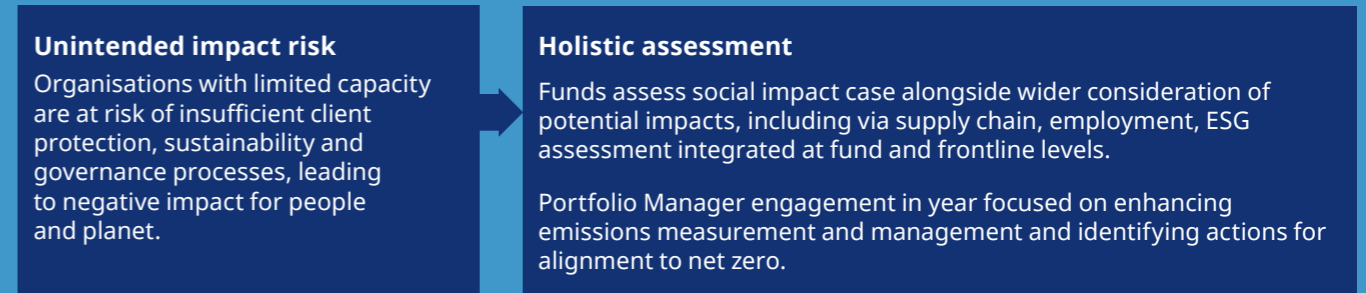 Unintended impact risk
Organisations with limited capacity
are at risk of insufficient client
protection, sustainability and
governance processes, leading
to negative impact for people
and planet.
Holistic assessment
Funds assess social impact case alongside wider consideration of
potential impacts, including via supply chain, employment, ESG
assessment integrated at fund and frontline levels.
Portfolio Manager engagement in year focused on enhancing
emissions measurement and management and identifying actions for
alignment to net zero.